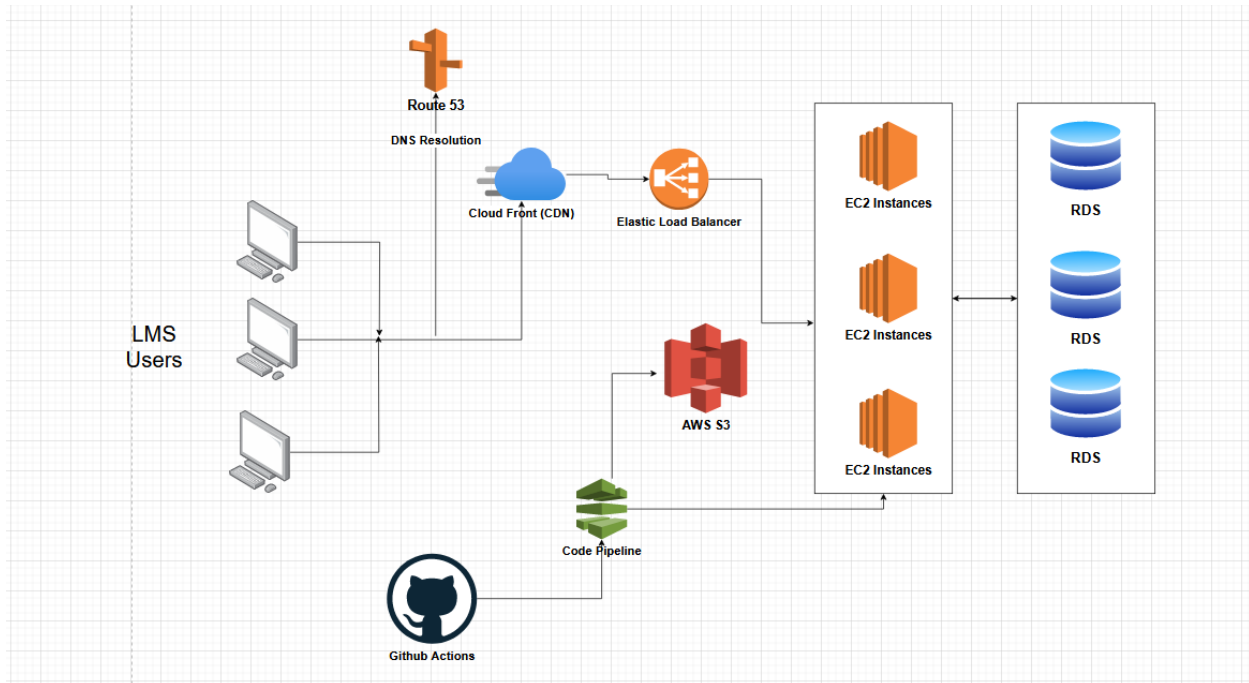 Route 53
DNS Resolution
Cloud Front (CDN)
Elastic Load Balancer
EC2 Instances
RDS
LMS
Users
EC2 Instances
RDS
AWS S3
EC2 Instances
RDS
Code Pipeline
Github Actions